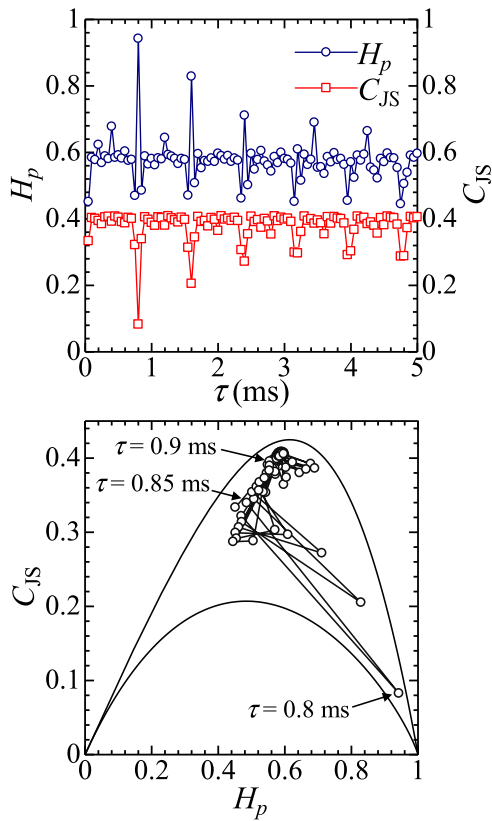 1
1
H_p
C_JS
0.8
0.8
0.6
0.6
H_p
C_JS
0.4
0.4
0.2
0.2
0
0
0 1 2 3 4 5
τ (ms)
0.4
τ = 0.9 ms
τ = 0.85 ms
0.3
C_JS
0.2
0.1
τ = 0.8 ms
0
0 0.2 0.4 0.6 0.8 1
H_p